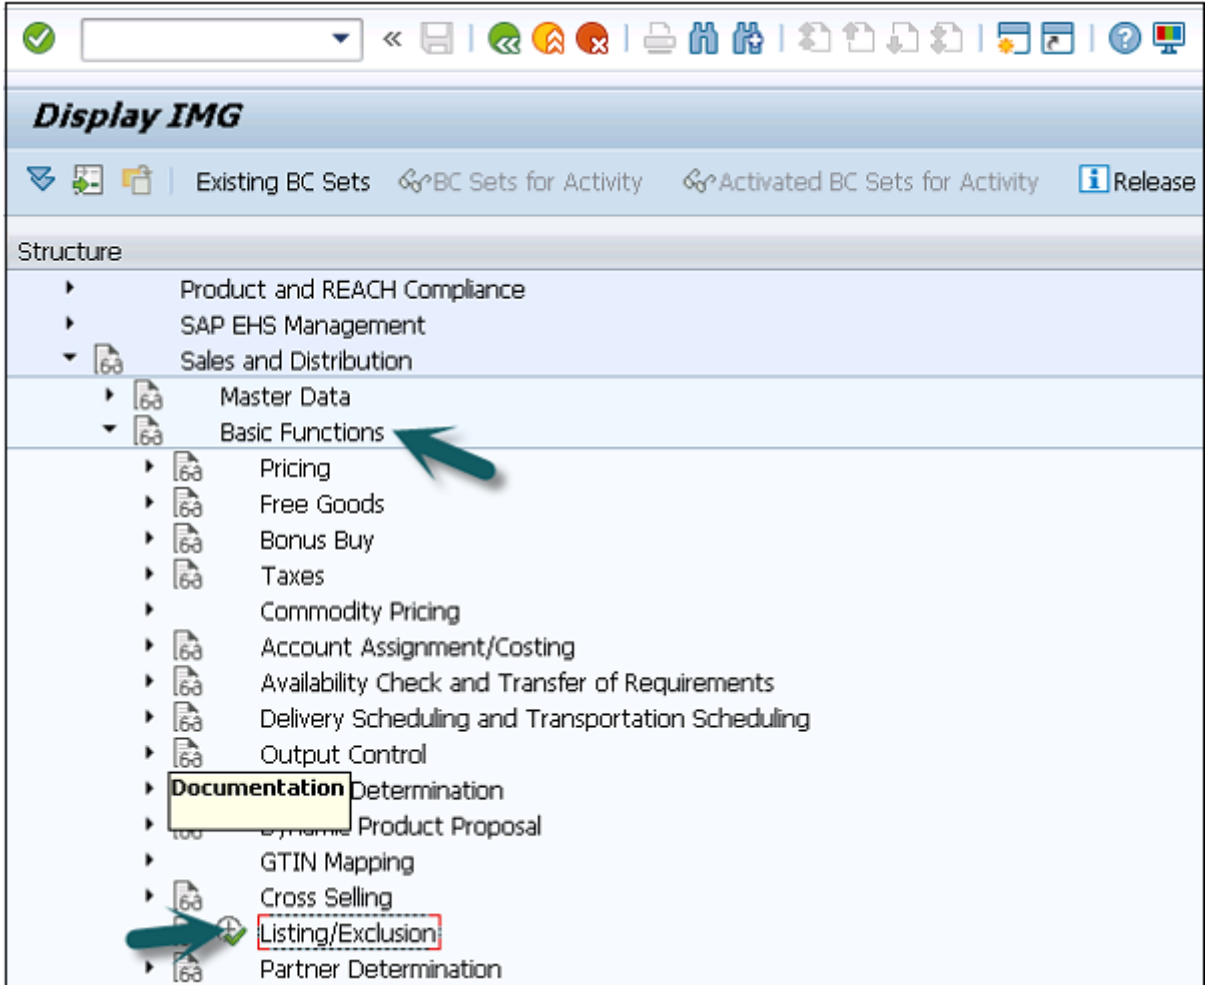 Display IMG
Existing BC Sets BC Sets for Activity Activated BC Sets for Activity Release
Structure
Product and REACH Compliance
SAP EHS Management
Sales and Distribution
Master Data
Basic Functions
Pricing
Free Goods
Bonus Buy
Taxes
Commodity Pricing
Account Assignment/Costing
Availability Check and Transfer of Requirements
Delivery Scheduling and Transportation Scheduling
Output Control
Documentation Determination
Dynamic Product Proposal
GTIN Mapping
Cross Selling
Listing/Exclusion
Partner Determination